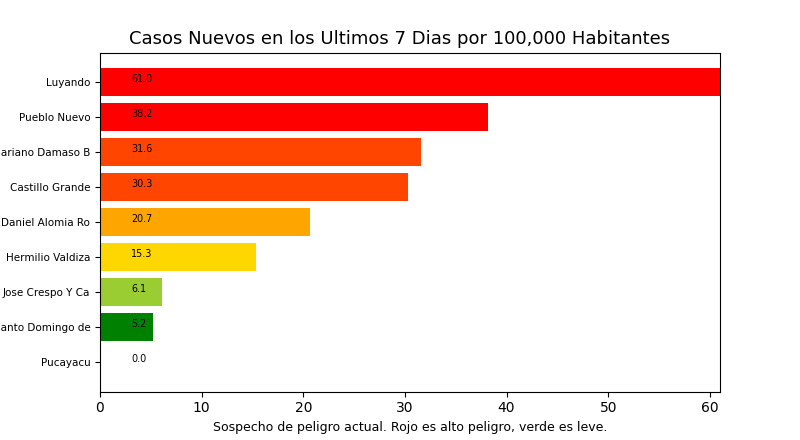 Casos Nuevos en los Ultimos 7 Dias por 100,000 Habitantes
Luyando 61.0
Pueblo Nuevo 38.2
ariano Damaso B 31.6
Castillo Grande 30.3
Daniel Alomia Ro 20.7
Hermilio Valdiza 15.3
Jose Crespo Y Ca 6.1
anto Domingo de 5.2
Pucayacu 0.0
0 10 20 30 40 50 60
Sospecho de peligro actual. Rojo es alto peligro, verde es leve.